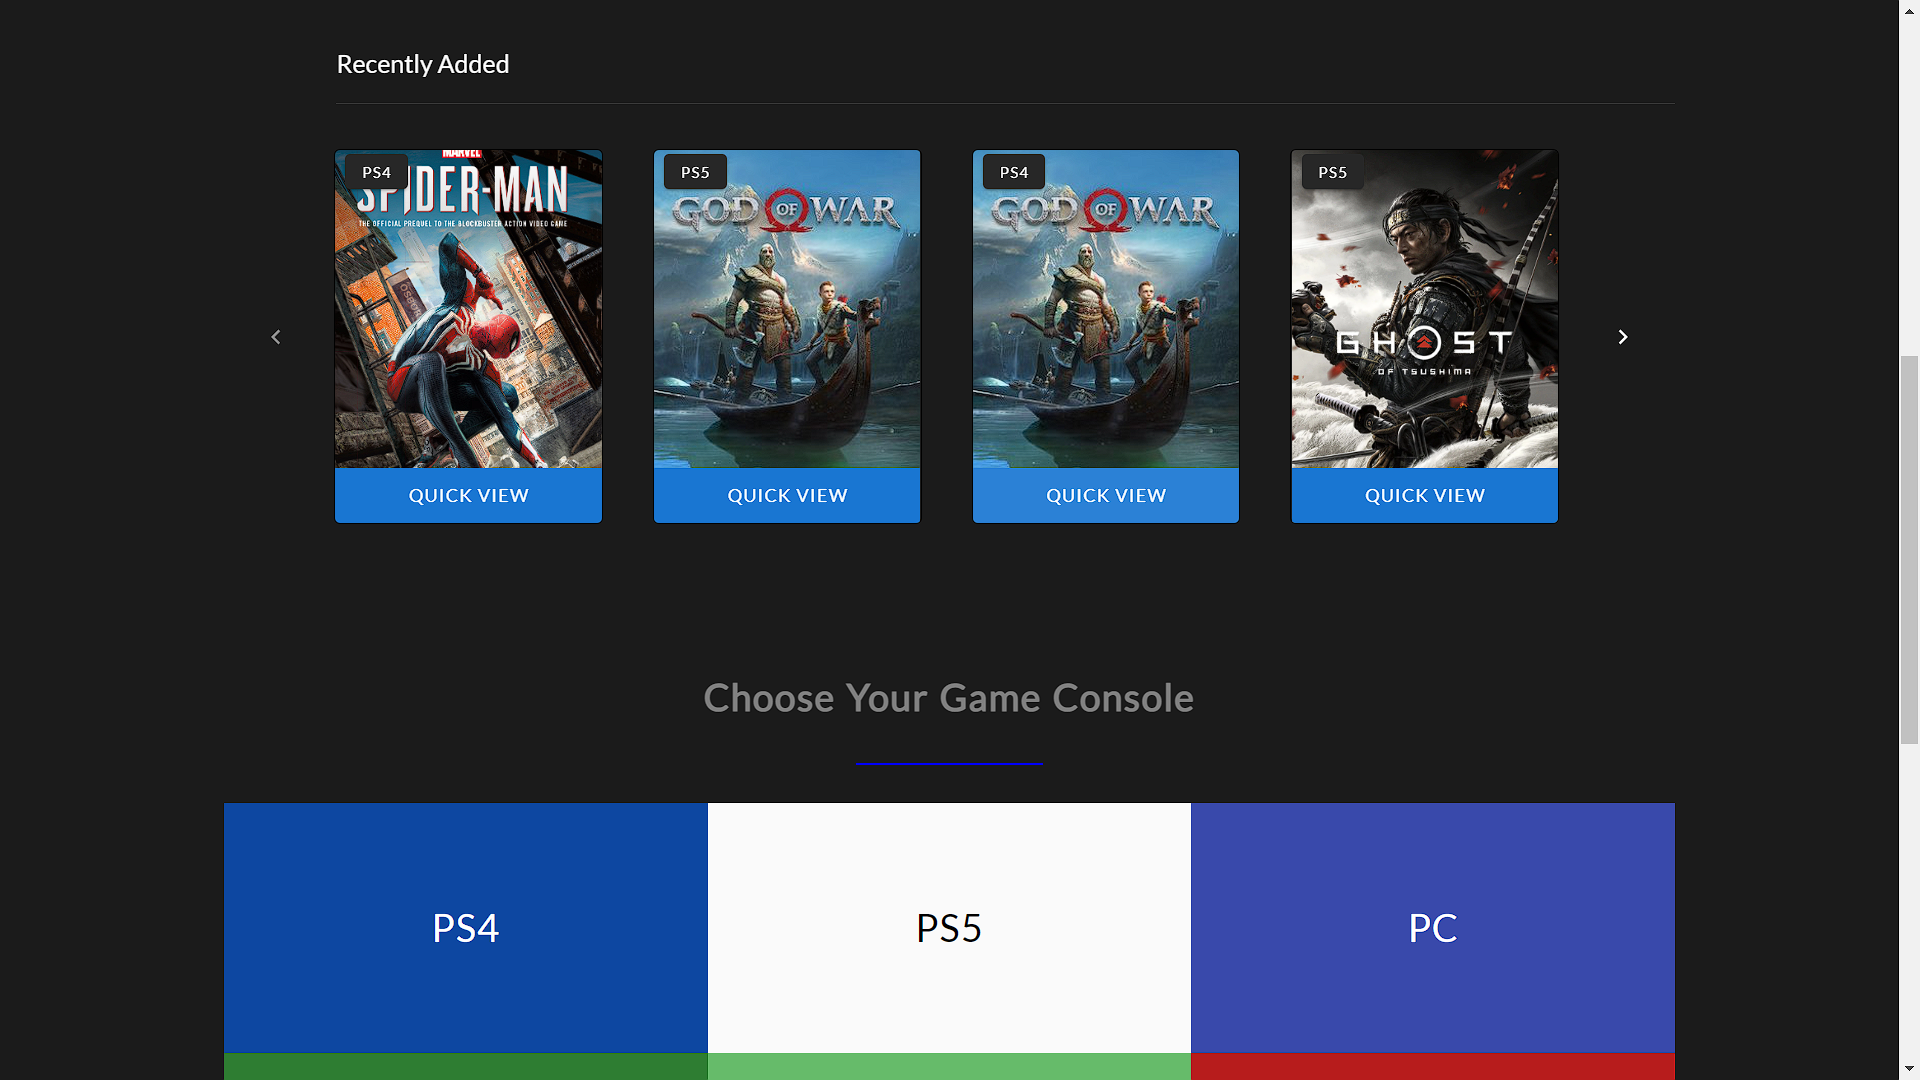 Recently Added
PS4
MARVEL
SPIDER-MAN
THE OFFICIAL PREQUEL TO THE BLOCKBUSTER ACTION VIDEO GAME
QUICK VIEW
PS5
GOD OF WAR
QUICK VIEW
PS4
GOD OF WAR
QUICK VIEW
PS5
GHOST
OF TSUSHIMA
QUICK VIEW
Choose Your Game Console
PS4
PS5
PC